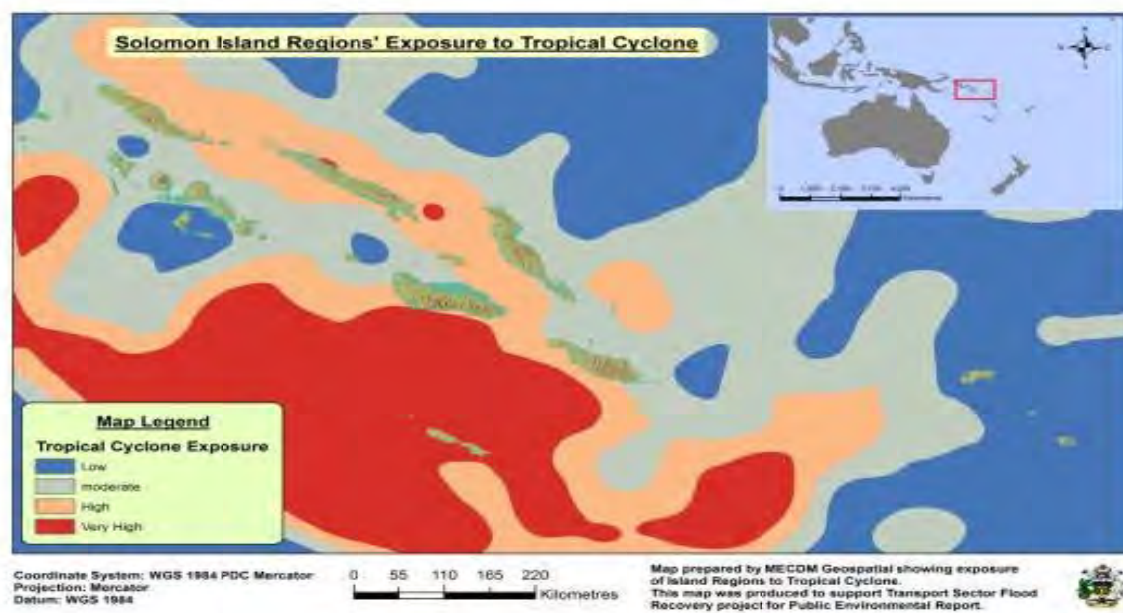 Solomon Island Regions' Exposure to Tropical Cyclone
Map Legend
Tropical Cyclone Exposure
Low
moderate
High
Very High
Coordinate System: WGS 1984 PDC Mercator
Projection: Mercator
Datum: WGS 1984
0 55 110 165 220
Kilometres
Map prepared by MECDM Geospatial showing exposure
of Island Regions to Tropical Cyclone.
This map was produced to support Transport Sector Flood
Recovery project for Public Environmental Report.